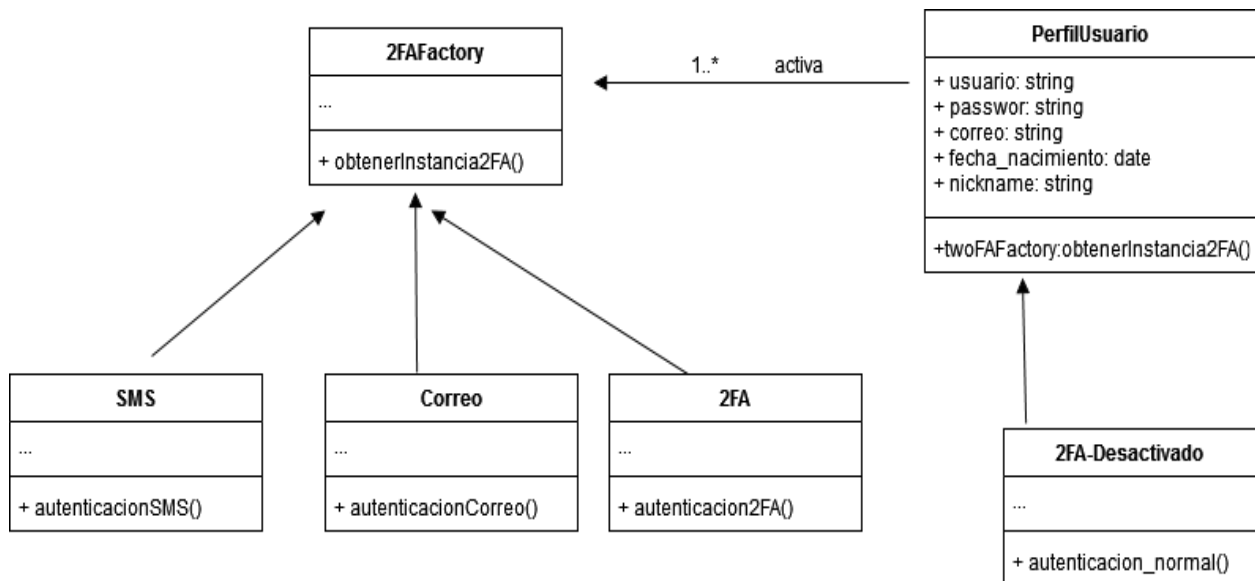 2FAFactory
...
+ obtenerInstancia2FA()
1..* activa
PerfilUsuario
+ usuario: string
+ passwor: string
+ correo: string
+ fecha_nacimiento: date
+ nickname: string
+twoFAFactory:obtenerInstancia2FA()
SMS
...
+ autenticacionSMS()
Correo
...
+ autenticacionCorreo()
2FA
...
+ autenticacion2FA()
2FA-Desactivado
...
+ autenticacion_normal()